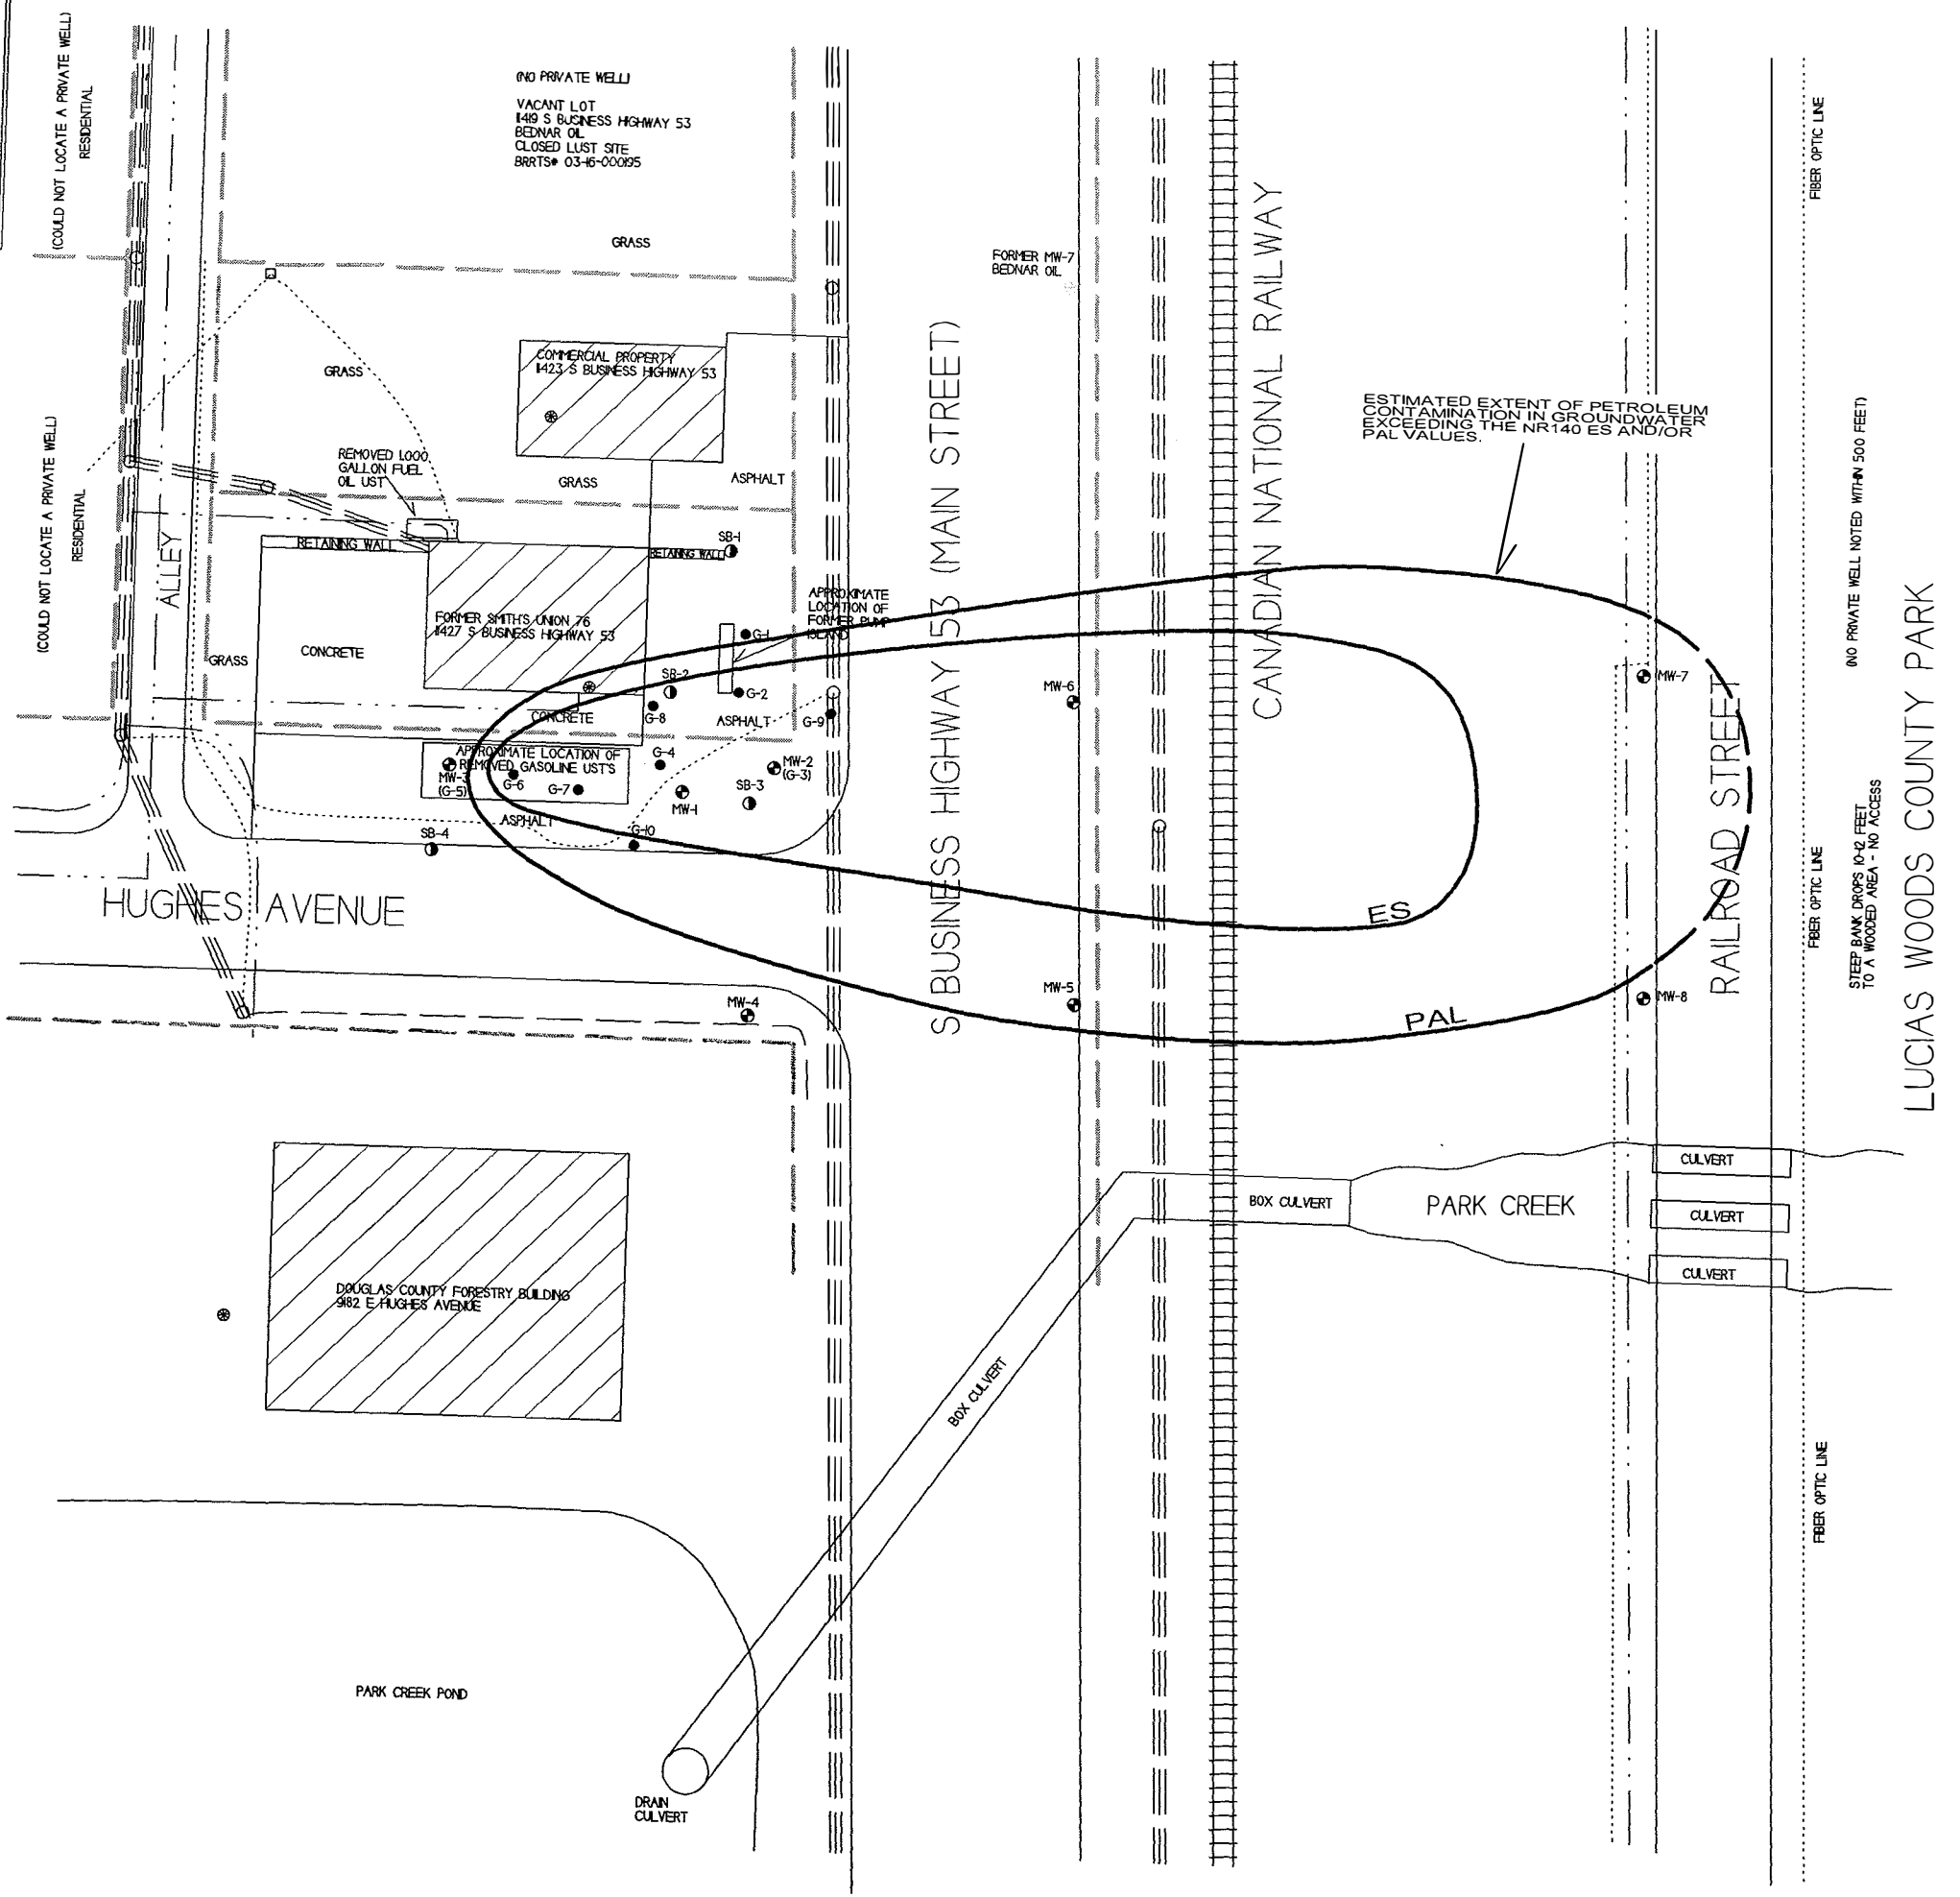 (COULD NOT LOCATE A PRIVATE WELL)
RESIDENTIAL
(NO PRIVATE WELL)
VACANT LOT
11419 S BUSINESS HIGHWAY 53
BEDNAR OIL
CLOSED LUST SITE
BRRTS# 03-16-000195
GRASS
FORMER MW-7
BEDNAR OIL
FIBER OPTIC LINE
GRASS
COMMERCIAL PROPERTY
11423 S BUSINESS HIGHWAY 53
REMOVED 1,000
GALLON FUEL
OIL UST
GRASS
ASPHALT
(COULD NOT LOCATE A PRIVATE WELL)
RESIDENTIAL
ALLEY
RETAINING WALL
RETAINING WALL
SB-1
S BUSINESS HIGHWAY 53 (MAIN STREET)
CANADIAN NATIONAL RAILWAY
ESTIMATED EXTENT OF PETROLEUM
CONTAMINATION IN GROUNDWATER
EXCEEDING THE NR140 ES AND/OR
PAL VALUES.
(NO PRIVATE WELL NOTED WITHIN 500 FEET)
FORMER SMITH'S UNION 76
11427 S BUSINESS HIGHWAY 53
APPROXIMATE
LOCATION OF
FORMER PUMP
ISLAND
G-1
CONCRETE
GRASS
SB-2
G-2
G-8
CONCRETE
ASPHALT
G-9
MW-6
MW-7
APPROXIMATE LOCATION OF
REMOVED GASOLINE UST'S
MW-3
(G-5)
G-6
G-7
G-4
MW-1
MW-2
(G-3)
SB-3
ASPHALT
SB-4
G-10
HUGHES AVENUE
ES
PAL
MW-4
MW-5
MW-8
RAILROAD STREET
FIBER OPTIC LINE
STEEP BANK DROPS 10-12 FEET
TO A WOODED AREA - NO ACCESS
LUCIAS WOODS COUNTY PARK
CULVERT
BOX CULVERT
PARK CREEK
CULVERT
CULVERT
DOUGLAS COUNTY FORESTRY BUILDING
9182 E HUGHES AVENUE
BOX CULVERT
FIBER OPTIC LINE
PARK CREEK POND
DRAIN
CULVERT